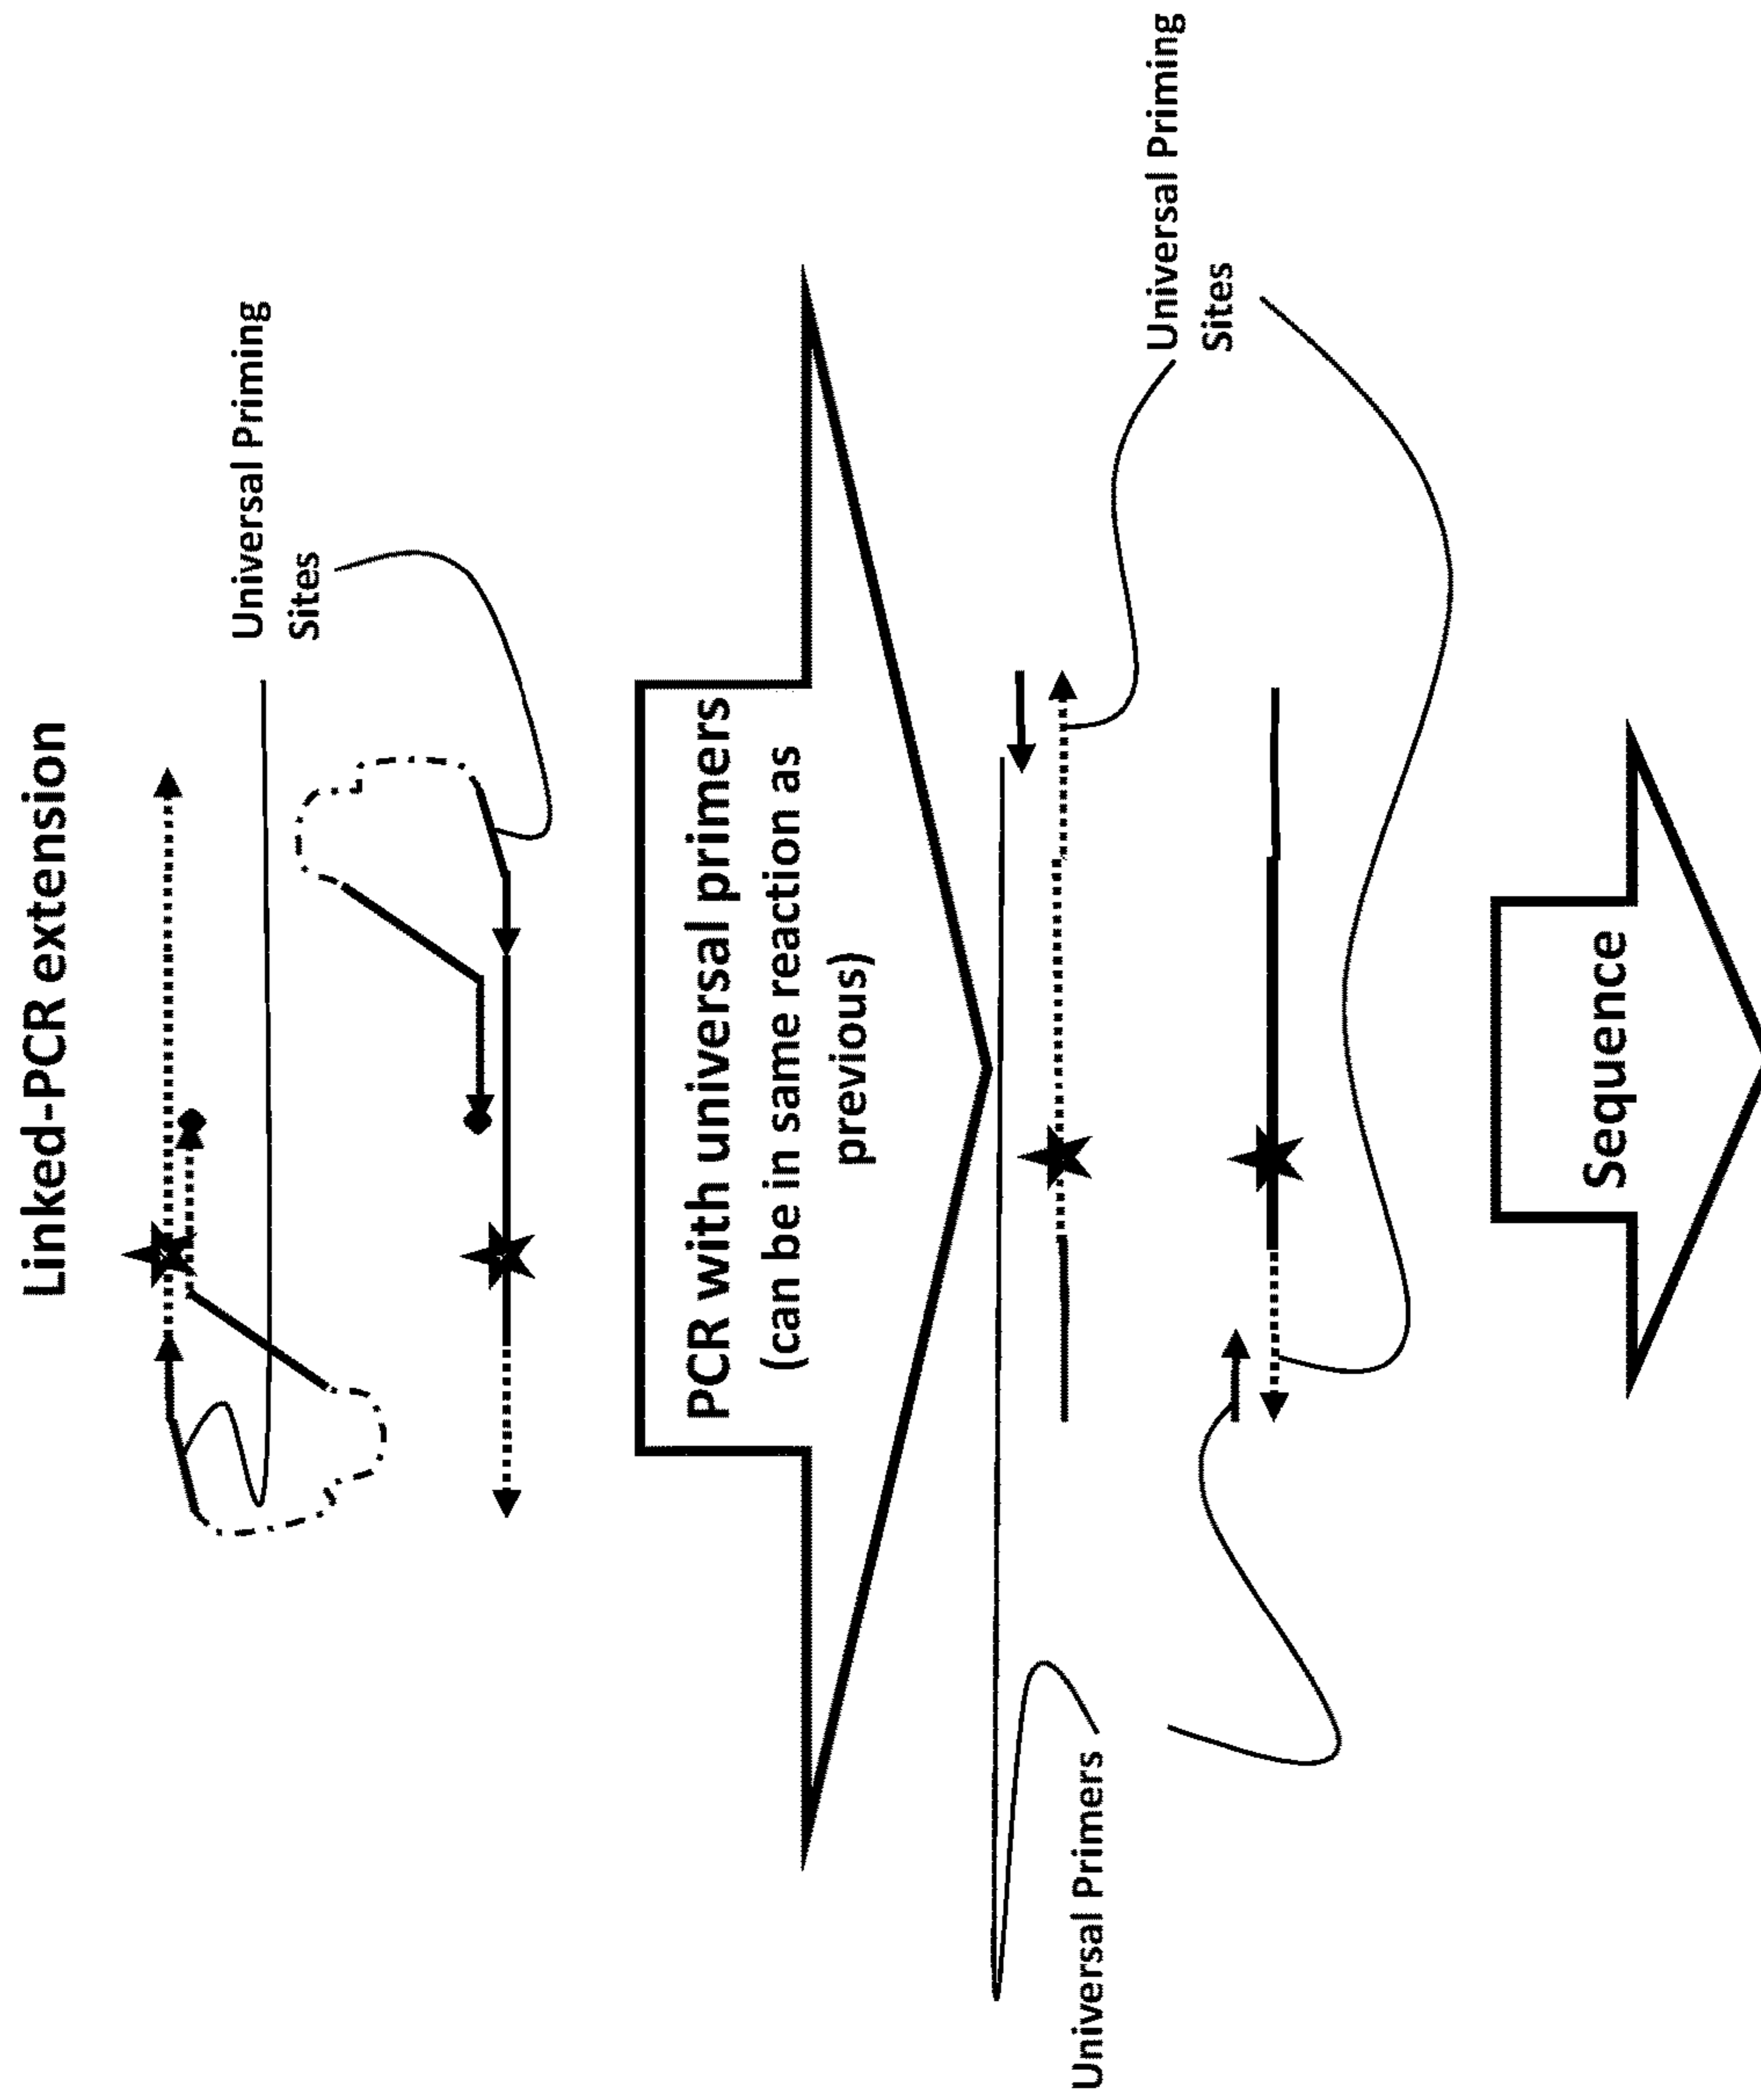 Linked-PCR extension
Universal Priming
Sites
PCR with universal primers
(can be in same reaction as
previous)
Universal Primers
Universal Priming
Sites
Sequence